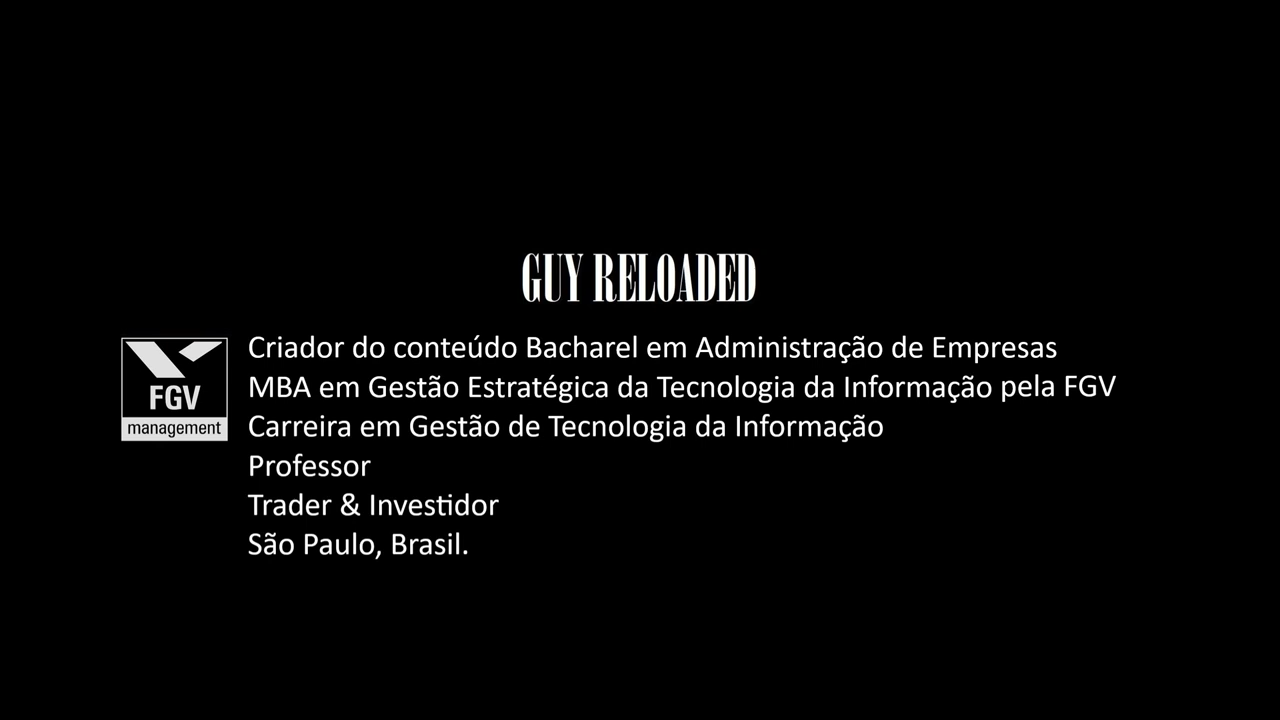 GUY RELOADED
FGV
management
Criador do conteúdo Bacharel em Administração de Empresas
MBA em Gestão Estratégica da Tecnologia da Informação pela FGV
Carreira em Gestão de Tecnologia da Informação
Professor
Trader & Investidor
São Paulo, Brasil.